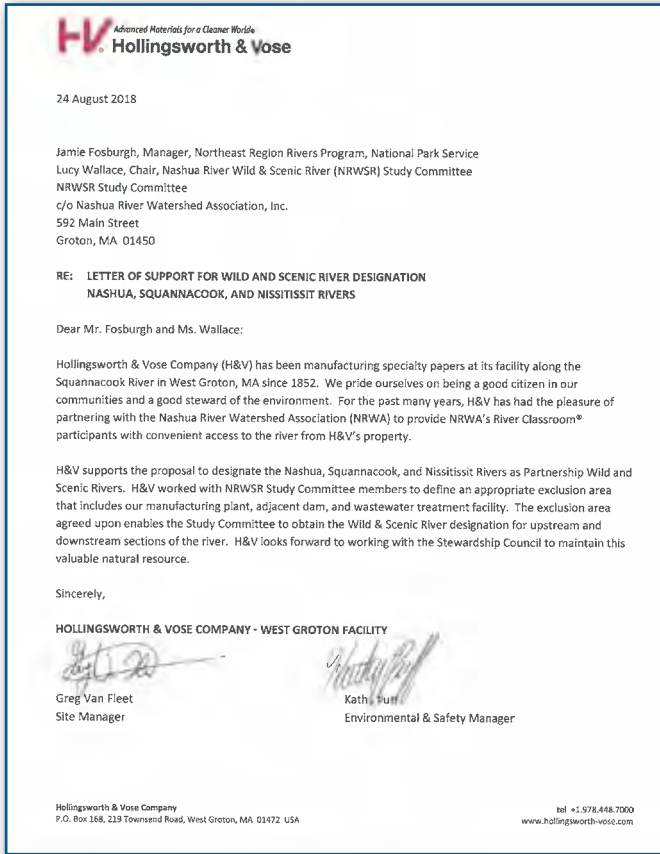 Advanced Materials for a Cleaner World®
HV. Hollingsworth & Vose
24 August 2018
Jamie Fosburgh, Manager, Northeast Region Rivers Program, National Park Service
Lucy Wallace, Chair, Nashua River Wild & Scenic River (NRWSR) Study Committee
NRWSR Study Committee
c/o Nashua River Watershed Association, Inc.
592 Main Street
Groton, MA 01450
RE: LETTER OF SUPPORT FOR WILD AND SCENIC RIVER DESIGNATION
NASHUA, SQUANNACOOK, AND NISSITISSIT RIVERS
Dear Mr. Fosburgh and Ms. Wallace:
Hollingsworth & Vose Company (H&V) has been manufacturing specialty papers at its facility along the
Squannacook River in West Groton, MA since 1852. We pride ourselves on being a good citizen in our
communities and a good steward of the environment. For the past many years, H&V has had the pleasure of
partnering with the Nashua River Watershed Association (NRWA) to provide NRWA's River Classroom®
participants with convenient access to the river from H&V's property.
H&V supports the proposal to designate the Nashua, Squannacook, and Nissitissit Rivers as Partnership Wild and
Scenic Rivers. H&V worked with NRWSR Study Committee members to define an appropriate exclusion area
that includes our manufacturing plant, adjacent dam, and wastewater treatment facility. The exclusion area
agreed upon enables the Study Committee to obtain the Wild & Scenic River designation for upstream and
downstream sections of the river. H&V looks forward to working with the Stewardship Council to maintain this
valuable natural resource.
Sincerely,
HOLLINGSWORTH & VOSE COMPANY - WEST GROTON FACILITY
Greg Van Fleet
Site Manager
Environmental & Safety Manager
Hollingsworth & Vose Company
P.O. Box 168, 219 Townsend Road, West Groton, MA 01472 USA
tel +1.978.448.7000
www.hollingsworth-vose.com